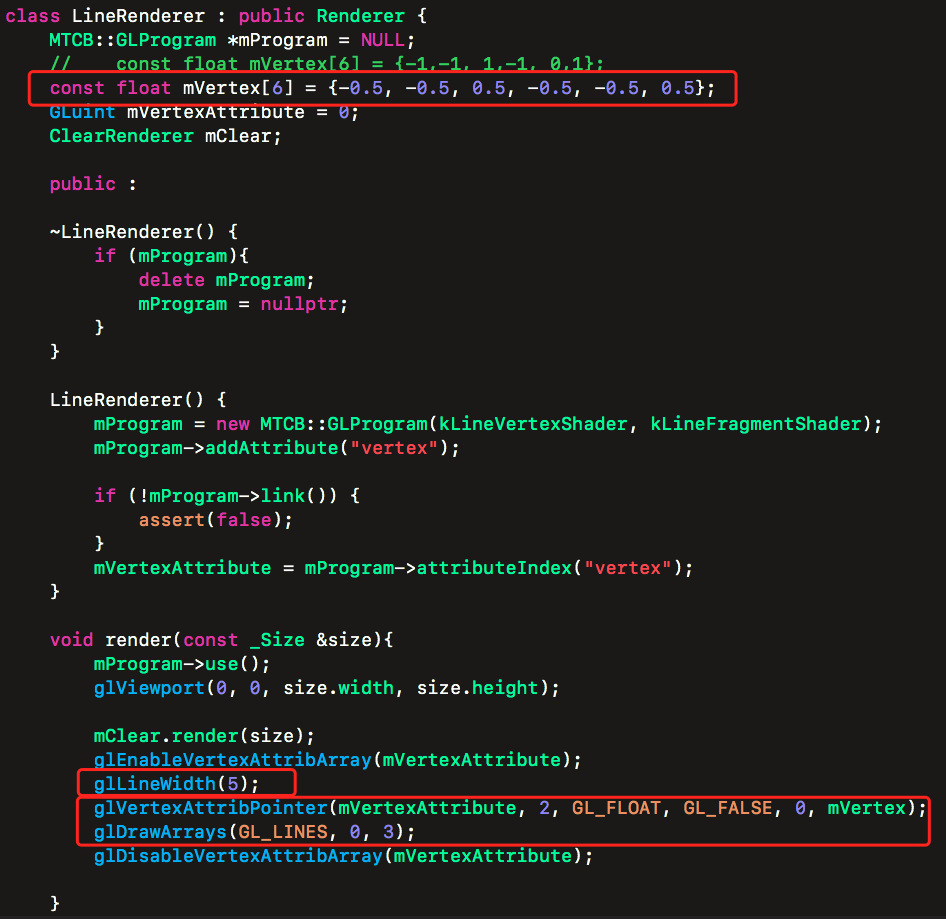 class LineRenderer : public Renderer {
    MTCB::GLProgram *mProgram = NULL;
    //    const float mVertex[6] = {-1,-1, 1,-1, 0,1};
    const float mVertex[6] = {-0.5, -0.5, 0.5, -0.5, -0.5, 0.5};
    GLuint mVertexAttribute = 0;
    ClearRenderer mClear;
    public :
    ~LineRenderer() {
        if (mProgram){
            delete mProgram;
            mProgram = nullptr;
        }
    }
    LineRenderer() {
        mProgram = new MTCB::GLProgram(kLineVertexShader, kLineFragmentShader);
        mProgram->addAttribute("vertex");
        if (!mProgram->link()) {
            assert(false);
        }
        mVertexAttribute = mProgram->attributeIndex("vertex");
    }
    void render(const _Size &size){
        mProgram->use();
        glViewport(0, 0, size.width, size.height);
        mClear.render(size);
        glEnableVertexAttribArray(mVertexAttribute);
        glLineWidth(5);
        glVertexAttribPointer(mVertexAttribute, 2, GL_FLOAT, GL_FALSE, 0, mVertex);
        glDrawArrays(GL_LINES, 0, 3);
        glDisableVertexAttribArray(mVertexAttribute);
    }